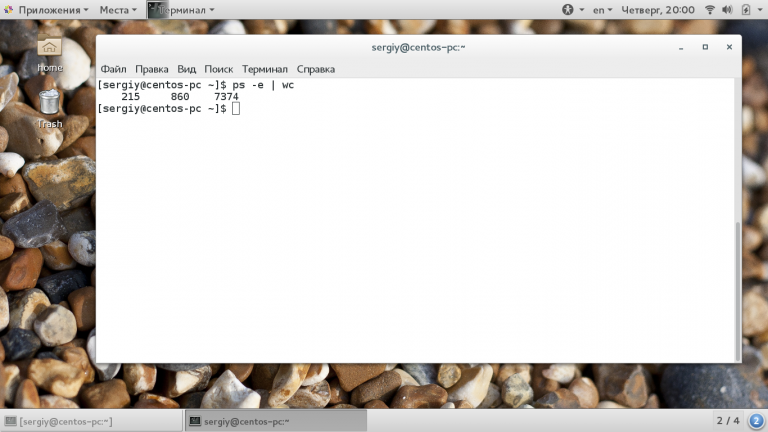 Приложения Места Терминал en Четверг, 20:00
sergiy@centos-pc:~
Файл Правка Вид Поиск Терминал Справка
[sergiy@centos-pc ~]$ ps -e | wc
215 860 7374
[sergiy@centos-pc ~]$
Home
Trash
[sergiy@centos-pc:~] sergiy@centos-pc:~ 2 / 4 2